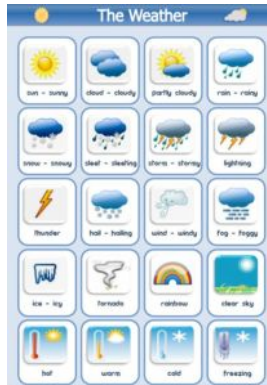 The Weather
sun - sunny
cloud - cloudy
partly cloudy
rain - rainy
snow - snowy
sleet - sleeting
storm - stormy
lightning
thunder
hail - hailing
wind - windy
fog - foggy
ice - icy
tornado
rainbow
clear sky
hot
warm
cold
freezing